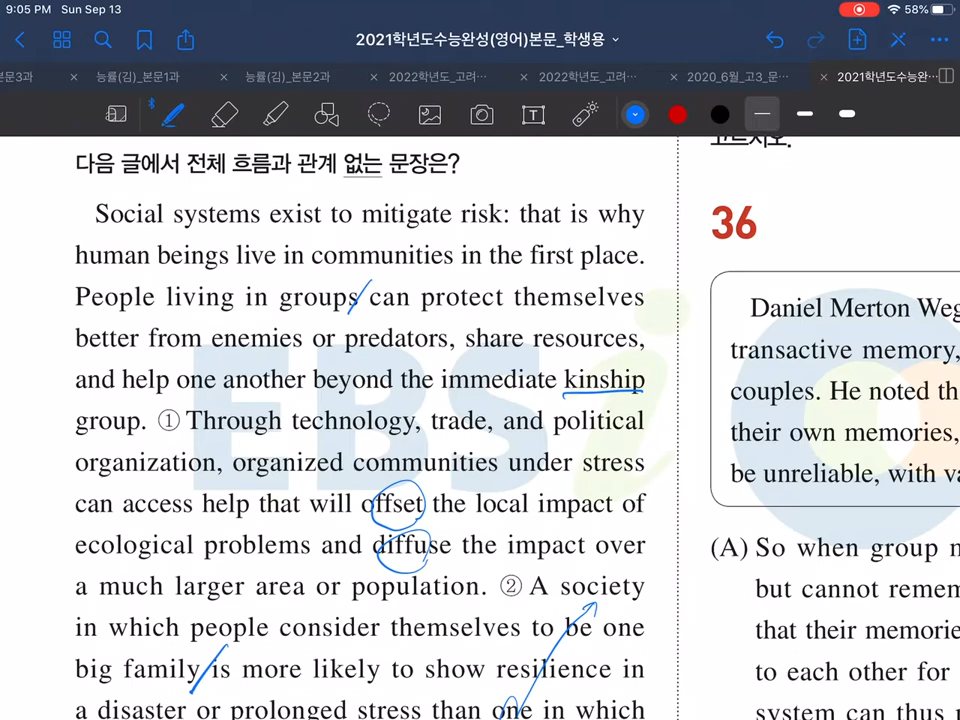 9:05 PM Sun Sep 13
58%
2021학년도수능완성(영어)본문_학생용
본문3과
능률(김)_본문1과
능률(김)_본문2과
2022학년도_고려…
2022학년도_고려…
2020_6월_고3_문…
2021학년도수능완…
다음 글에서 전체 흐름과 관계 없는 문장은?
Social systems exist to mitigate risk: that is why
human beings live in communities in the first place.
People living in groups can protect themselves
better from enemies or predators, share resources,
and help one another beyond the immediate kinship
group. ① Through technology, trade, and political
organization, organized communities under stress
can access help that will offset the local impact of
ecological problems and diffuse the impact over
a much larger area or population. ② A society
in which people consider themselves to be one
big family is more likely to show resilience in
a disaster or prolonged stress than one in which
고르시오.
36
Daniel Merton Weg
transactive memory,
couples. He noted th
their own memories,
be unreliable, with va
(A) So when group m
but cannot remem
that their memorie
to each other for
system can thus
EBSi